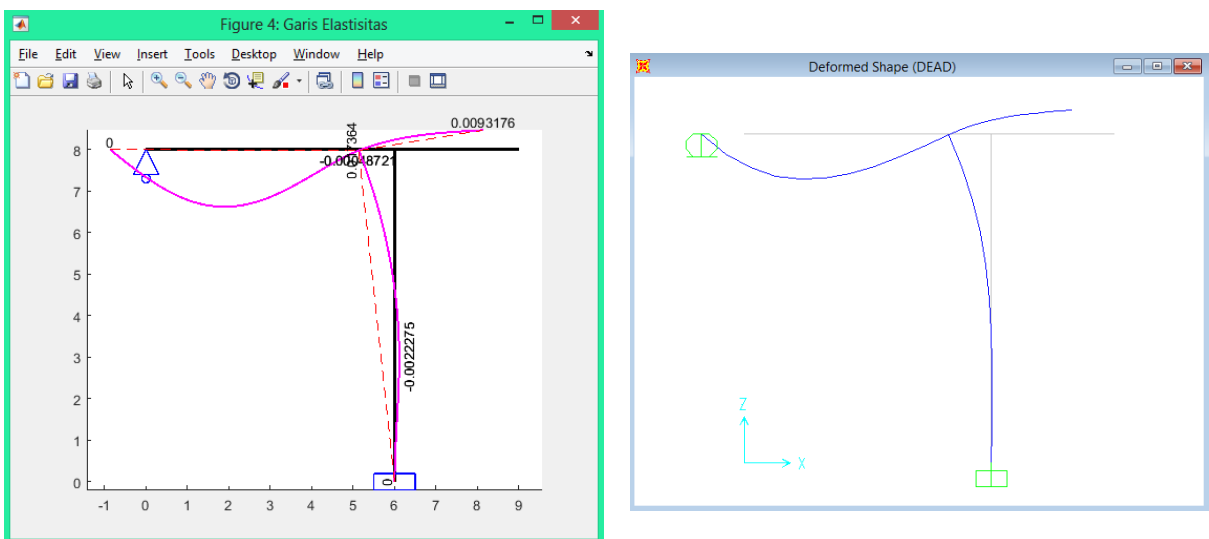 Figure 4: Garis Elastisitas
File Edit View Insert Tools Desktop Window Help
0.0093176
0
-0.00048721
-0.0022275
0
8
7
6
5
4
3
2
1
0
-1 0 1 2 3 4 5 6 7 8 9
Deformed Shape (DEAD)
Z
X